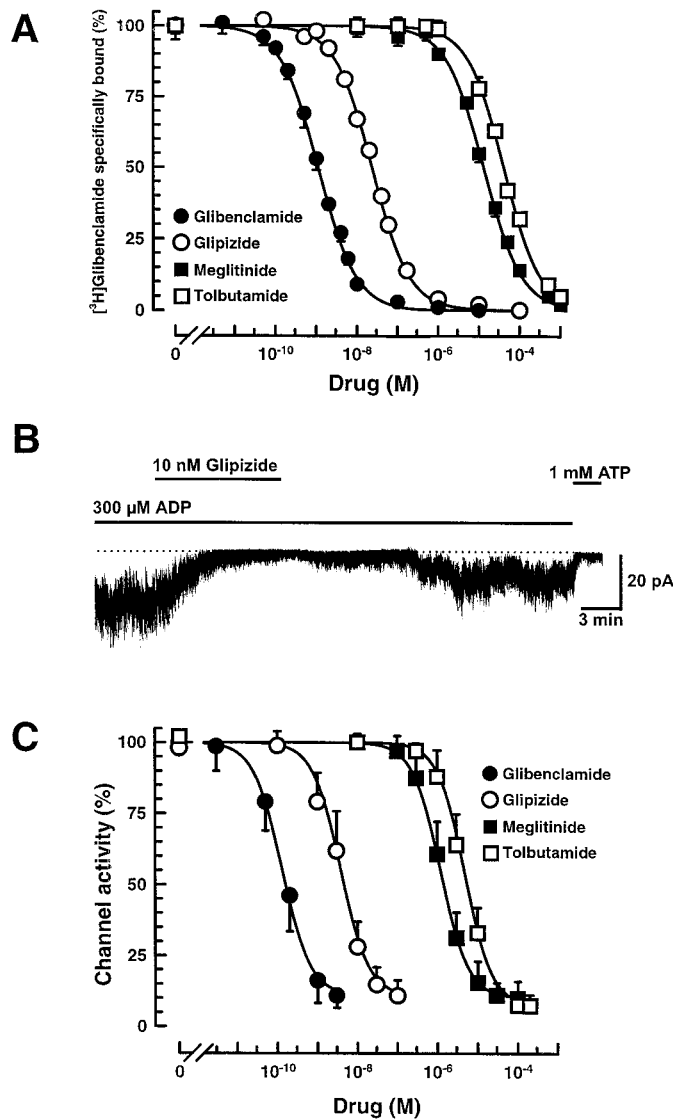 A
[³H]Glibenclamide specifically bound (%)
100
75
50
25
0
Glibenclamide
Glipizide
Meglitinide
Tolbutamide
0
10⁻¹⁰
10⁻⁸
10⁻⁶
10⁻⁴
Drug (M)
B
10 nM Glipizide
1 mM ATP
300 µM ADP
20 pA
3 min
C
Channel activity (%)
100
75
50
25
0
Glibenclamide
Glipizide
Meglitinide
Tolbutamide
0
10⁻¹⁰
10⁻⁸
10⁻⁶
10⁻⁴
Drug (M)